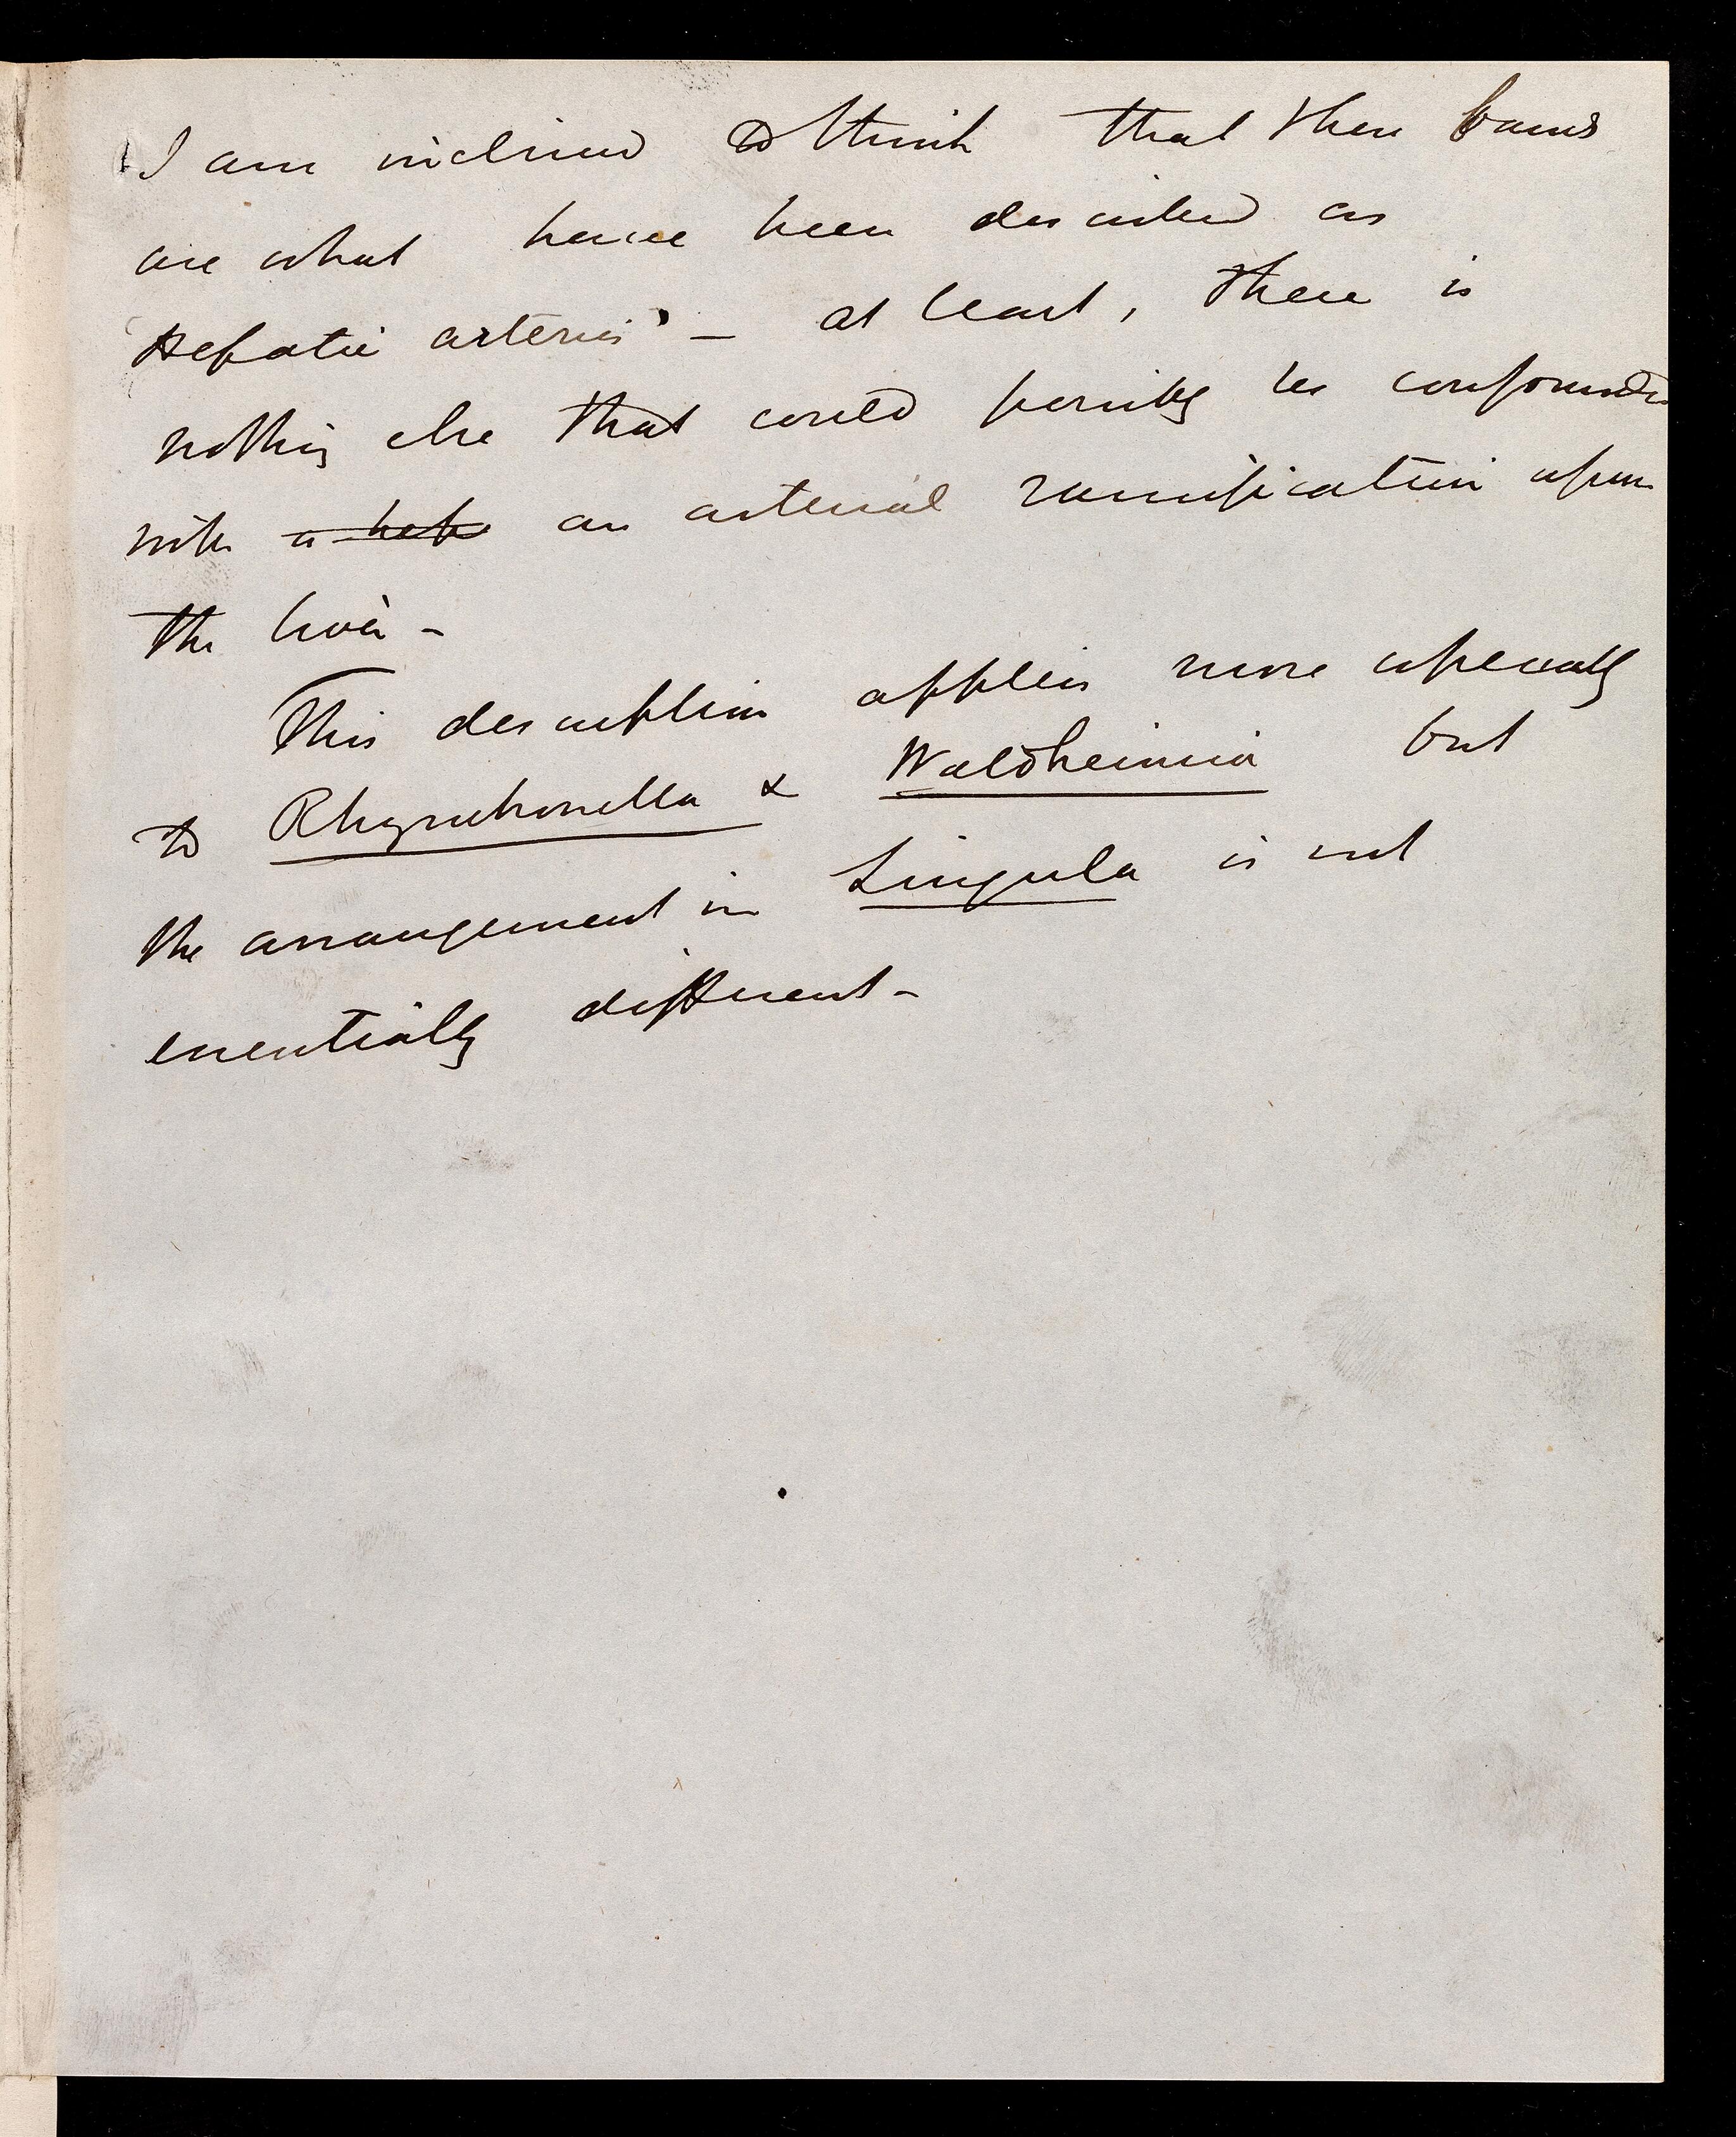 I am inclined to think that these bands
are what have been described as
'Hepatic arteries' — at least, there is
nothing else that could possibly be confounded
with a hep an arterial ramification upon
the liver -
This description applies more especially
to Rhynchonella & Waldheimia but
the arrangement in Lingula is not
essentially different -